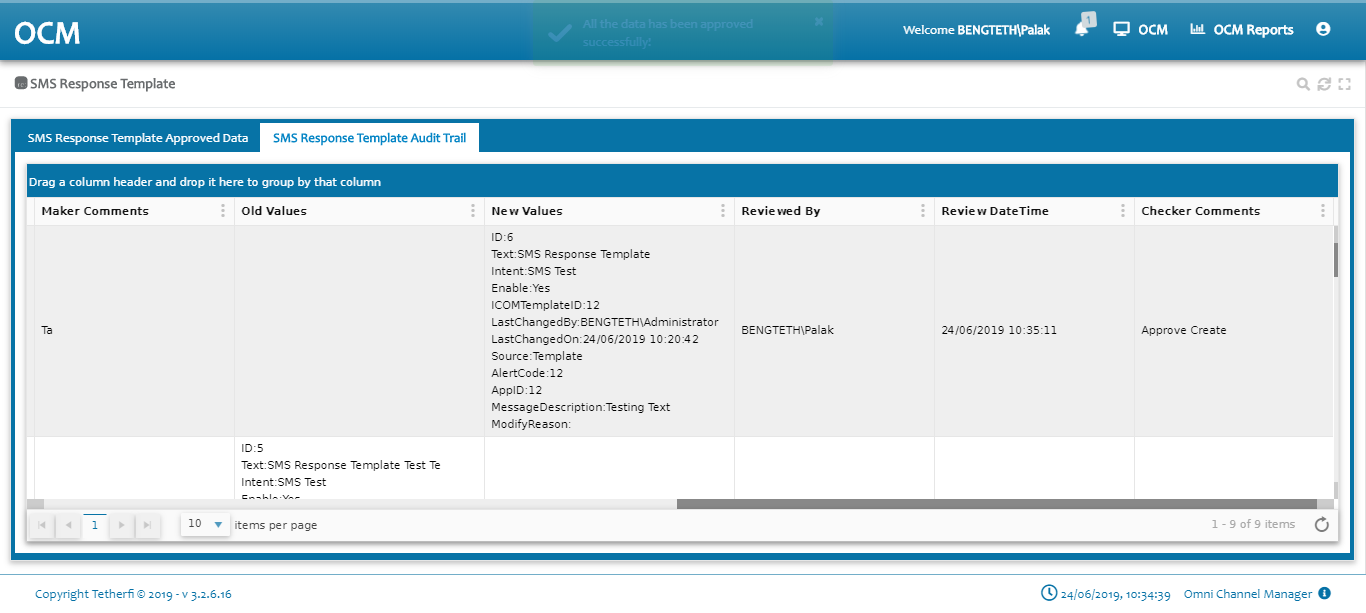 OCM
All the data has been approved
successfully!
Welcome BENGTETH\Palak
1
OCM
OCM Reports
SMS Response Template
SMS Response Template Approved Data
SMS Response Template Audit Trail
Drag a column header and drop it here to group by that column
Maker Comments
Old Values
New Values
Reviewed By
Review DateTime
Checker Comments
Ta
ID:6
Text:SMS Response Template
Intent:SMS Test
Enable:Yes
ICOMTemplateID:12
LastChangedBy:BENGTETH\Administrator
LastChangedOn:24/06/2019 10:20:42
Source:Template
AlertCode:12
AppID:12
MessageDescription:Testing Text
ModifyReason:
BENGTETH\Palak
24/06/2019 10:35:11
Approve Create
ID:5
Text:SMS Response Template Test Te
Intent:SMS Test
Enable:Yes
1
10
items per page
1 - 9 of 9 items
Copyright Tetherfi © 2019 - v 3.2.6.16
24/06/2019, 10:34:39
Omni Channel Manager